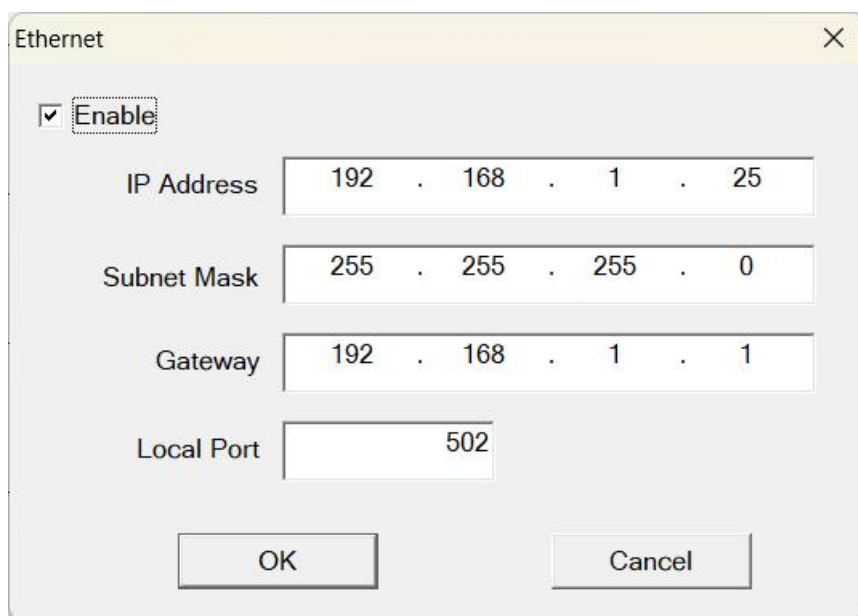 Ethernet
Enable
IP Address 192 . 168 . 1 . 25
Subnet Mask 255 . 255 . 255 . 0
Gateway 192 . 168 . 1 . 1
Local Port 502
OK Cancel